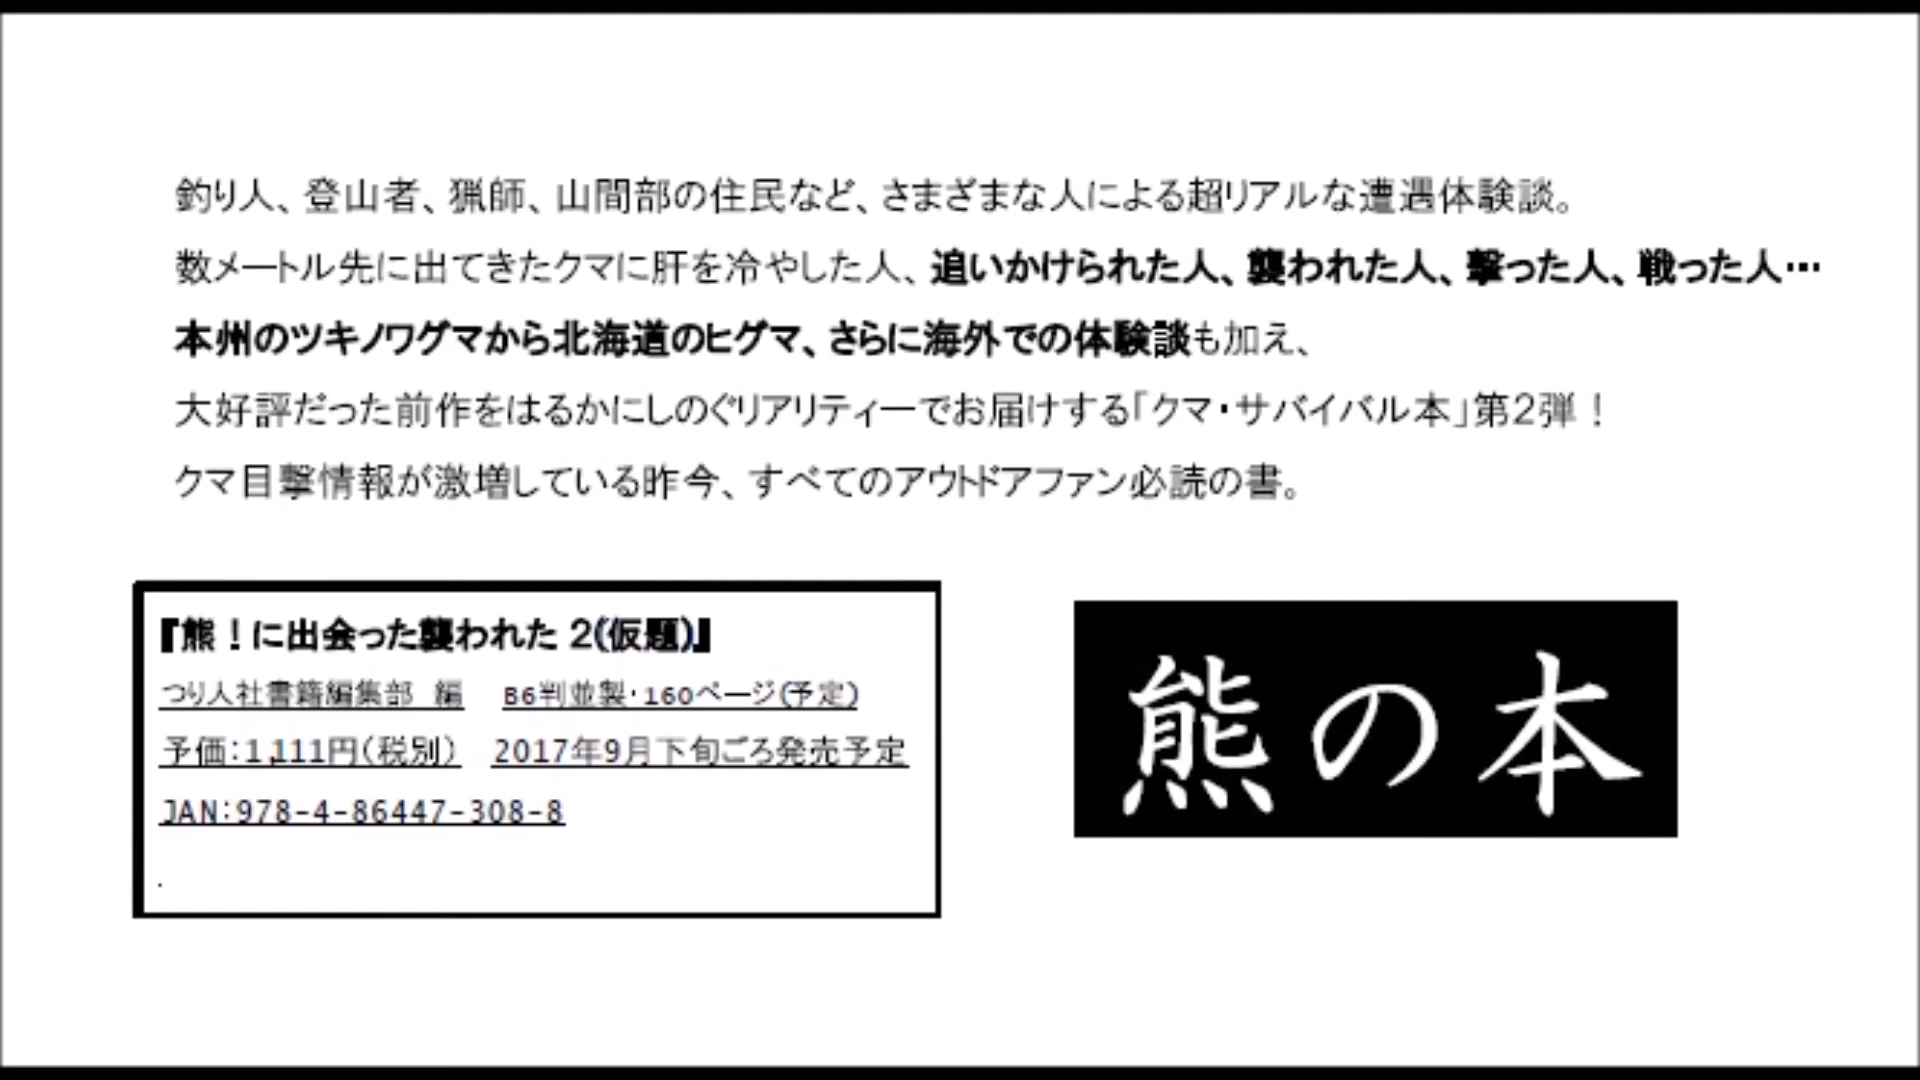 釣り人、登山者、猟師、山間部の住民など、さまざまな人による超リアルな遭遇体験談。
数メートル先に出てきたクマに肝を冷やした人、追いかけられた人、襲われた人、撃った人、戦った人…
本州のツキノワグマから北海道のヒグマ、さらに海外での体験談も加え、
大好評だった前作をはるかにしのぐリアリティーでお届けする「クマ・サバイバル本」第2弾！
クマ目撃情報が激増している昨今、すべてのアウトドアファン必読の書。
『熊！に出会った襲われた 2(仮題)』
つり人社書籍編集部　編　B6判並製・160ページ(予定)
予価：1,111円（税別）　2017年9月下旬ごろ発売予定
JAN：978-4-86447-308-8
.
熊の本